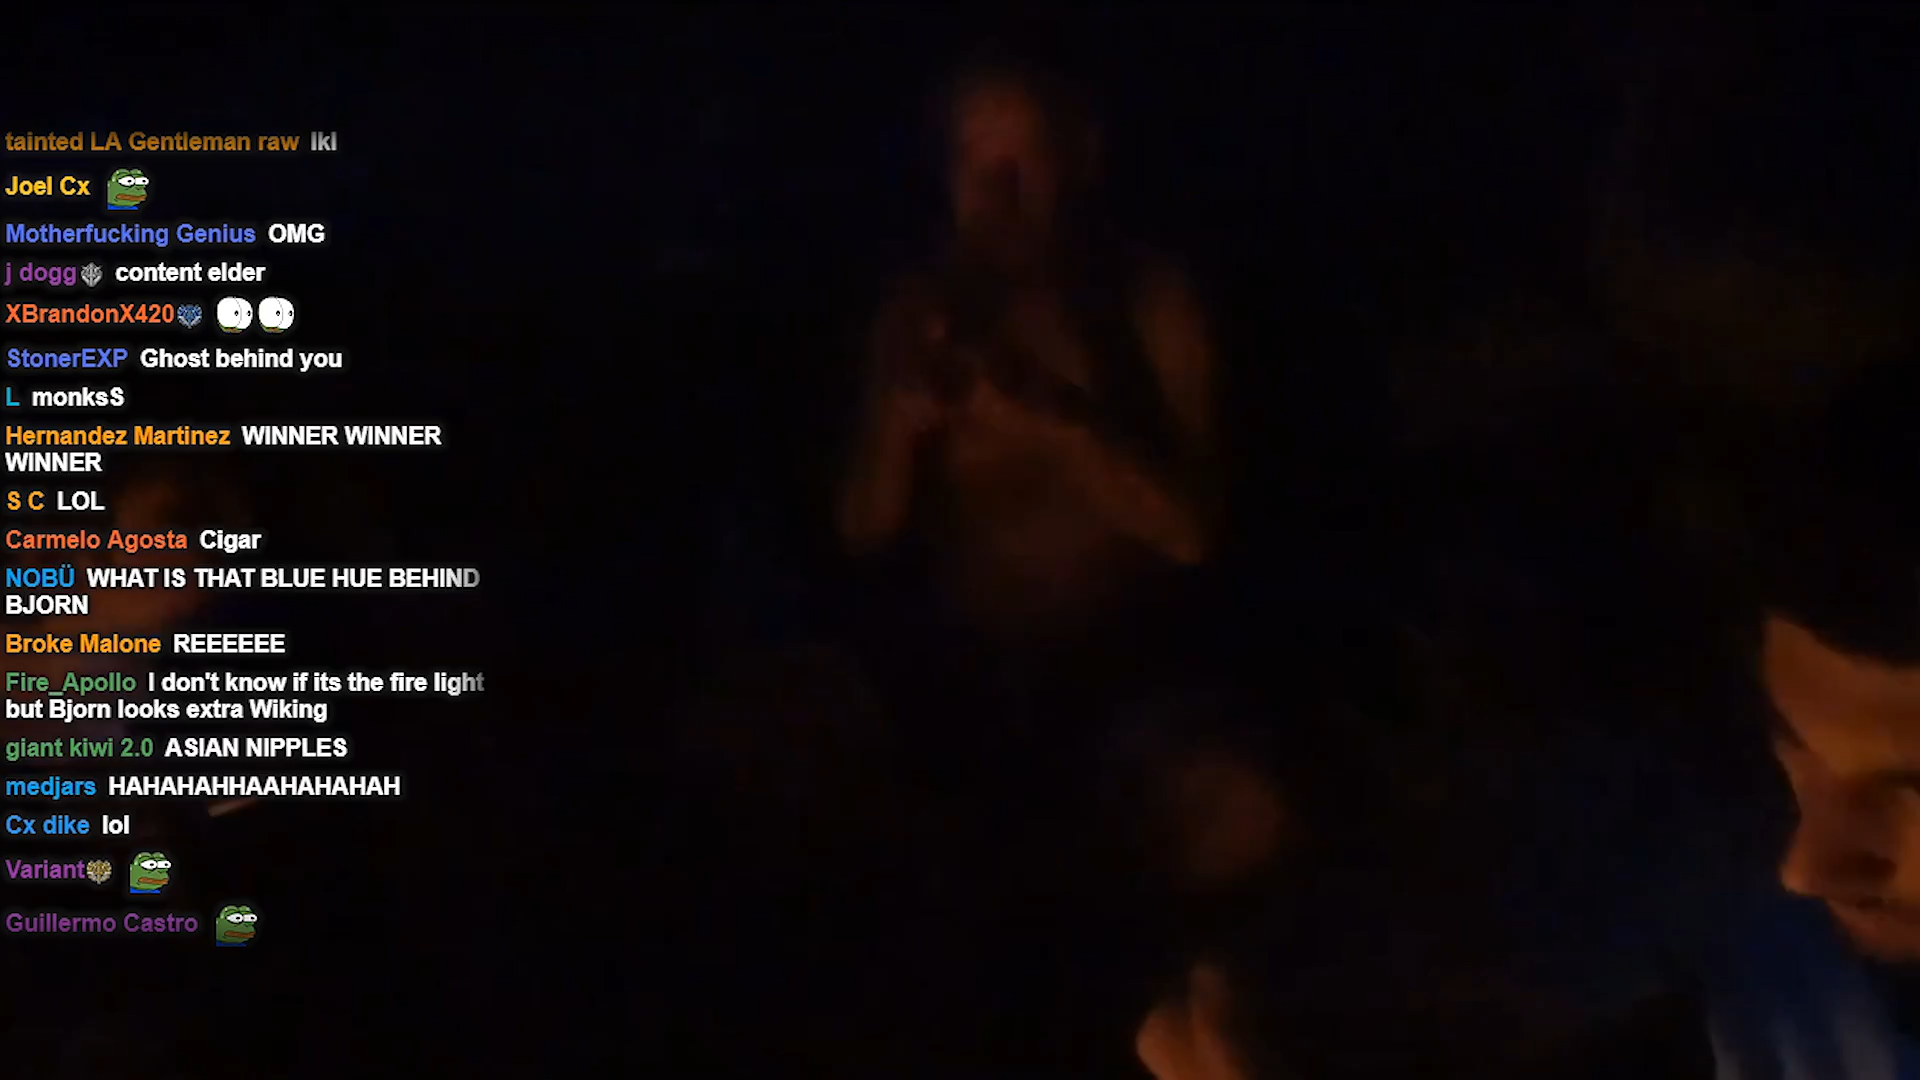 tainted LA Gentleman raw lkl
Joel Cx
Motherfucking Genius OMG
j dogg content elder
XBrandonX420
StonerEXP Ghost behind you
L monksS
Hernandez Martinez WINNER WINNER
WINNER
S C LOL
Carmelo Agosta Cigar
NOBÜ WHAT IS THAT BLUE HUE BEHIND
BJORN
Broke Malone REEEEEE
Fire_Apollo I don't know if its the fire light
but Bjorn looks extra Wiking
giant kiwi 2.0 ASIAN NIPPLES
medjars HAHAHAHHAAHAHAHAH
Cx dike lol
Variant
Guillermo Castro